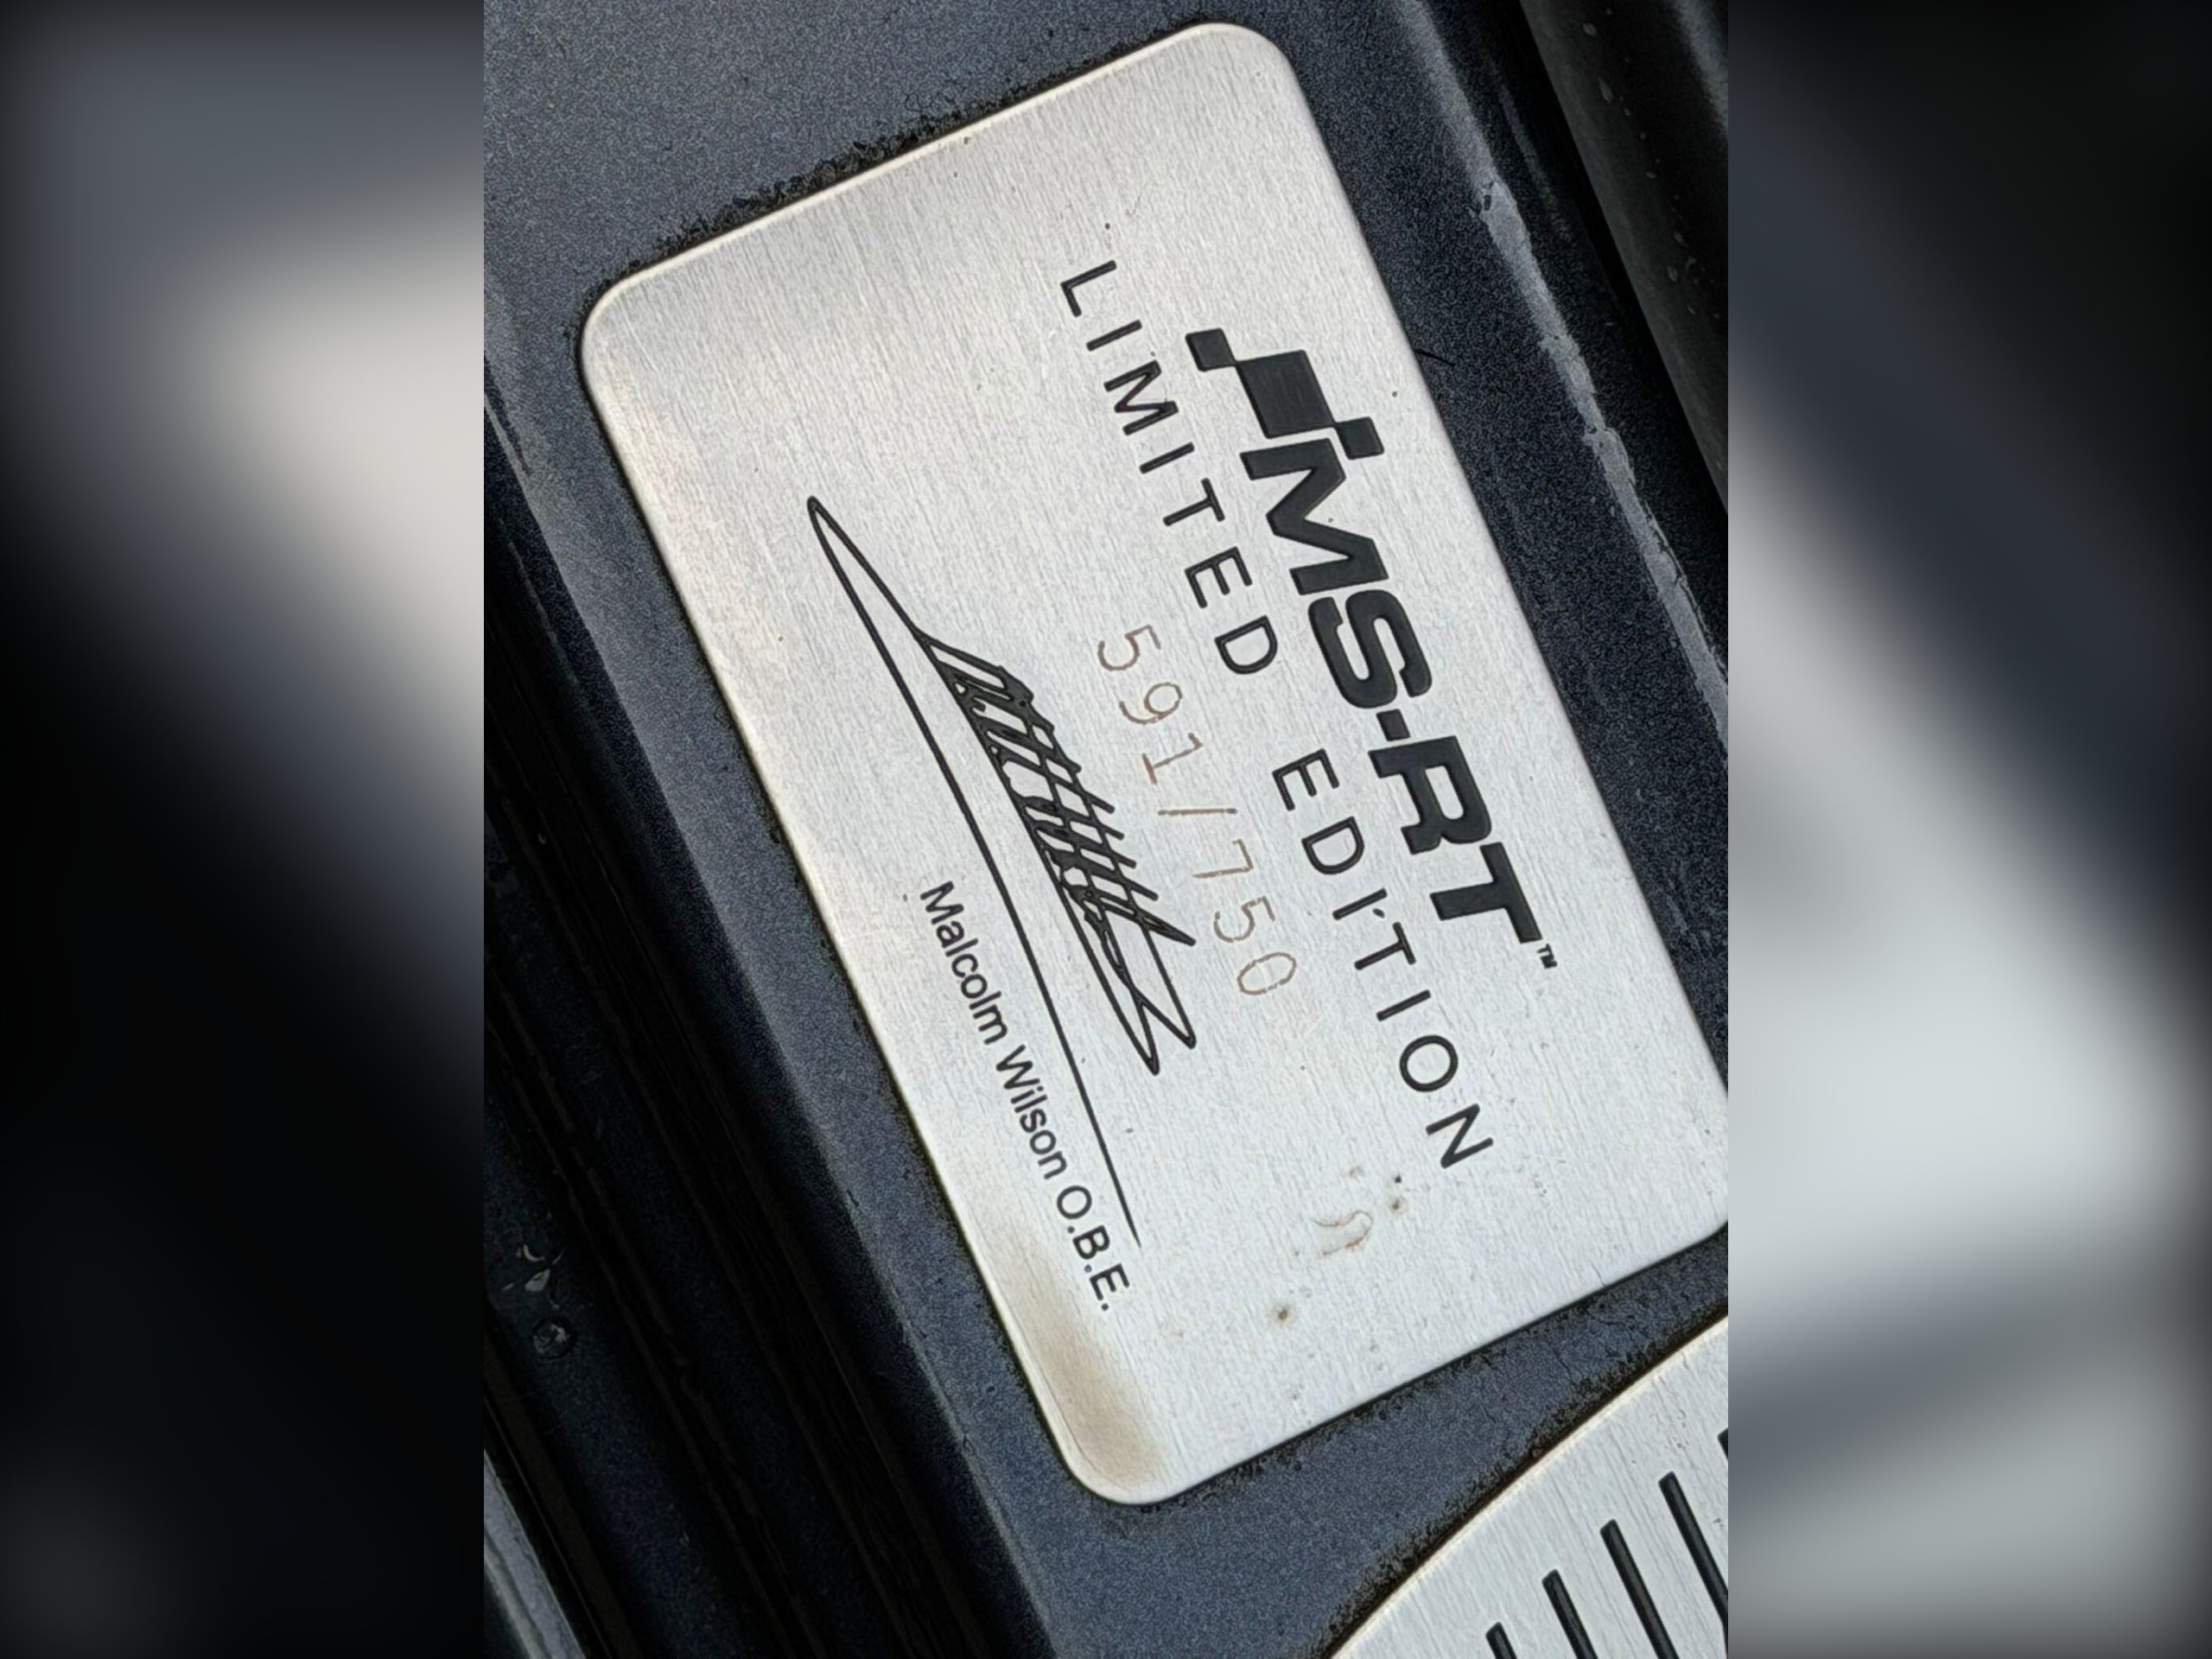 MS-RT™
LIMITED EDITION
591/750
Malcolm Wilson O.B.E.